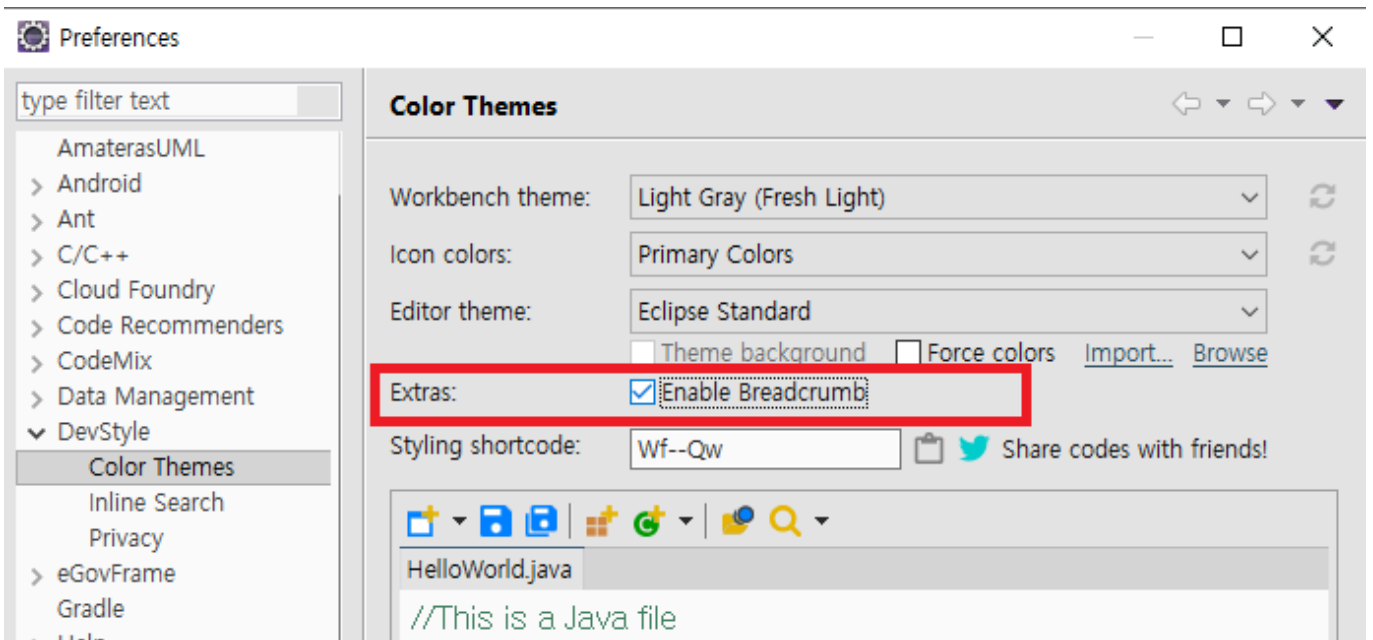 Preferences
type filter text
AmaterasUML
Android
Ant
C/C++
Cloud Foundry
Code Recommenders
CodeMix
Data Management
DevStyle
Color Themes
Inline Search
Privacy
eGovFrame
Gradle
Help
Color Themes
Workbench theme: Light Gray (Fresh Light)
Icon colors: Primary Colors
Editor theme: Eclipse Standard
Theme background Force colors Import... Browse
Extras: Enable Breadcrumb
Styling shortcode: Wf--Qw Share codes with friends!
HelloWorld.java
//This is a Java file